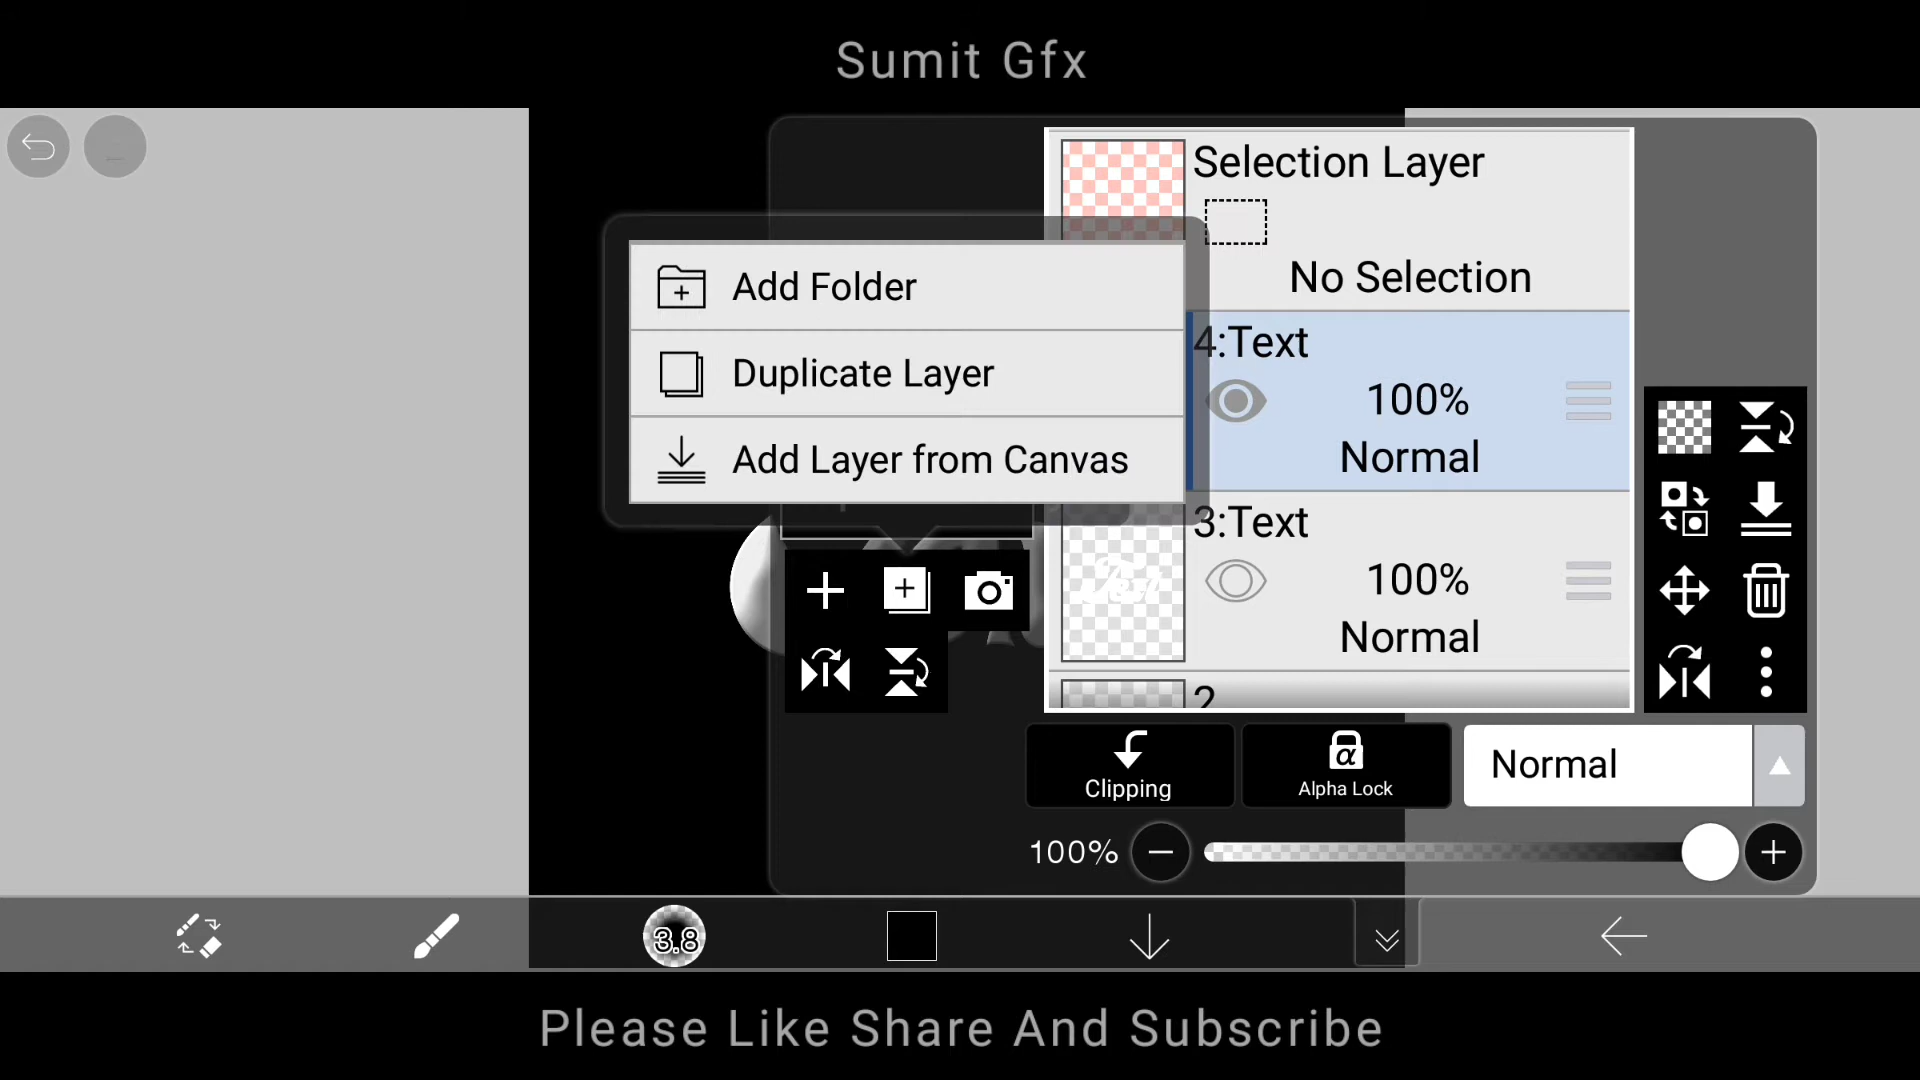 Sumit Gfx
Selection Layer
No Selection
Add Folder
Duplicate Layer
Add Layer from Canvas
4:Text
100%
Normal
3:Text
100%
Normal
Text
2
Clipping
α
Alpha Lock
Normal
100%
3.8
Please Like Share And Subscribe